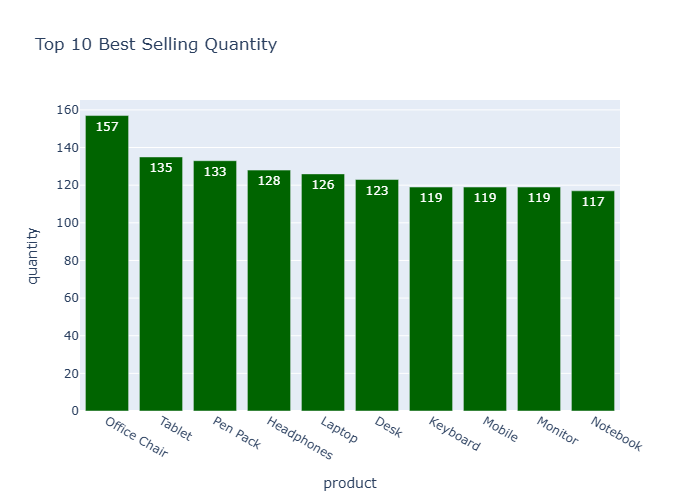 Top 10 Best Selling Quantity
quantity
160
140
120
100
80
60
40
20
0
157
135
133
128
126
123
119
119
119
117
Office Chair
Tablet
Pen Pack
Headphones
Laptop
Desk
Keyboard
Mobile
Monitor
Notebook
product